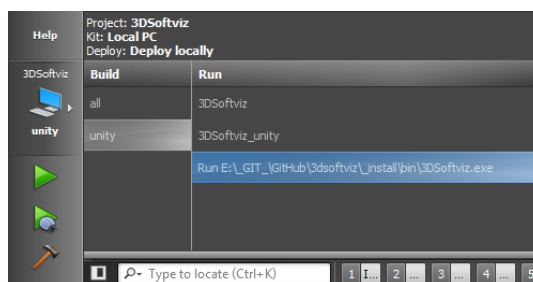 Help
Project: 3DSoftviz
Kit: Local PC
Deploy: Deploy locally
3DSoftviz
unity
Build
Run
all
3DSoftviz
unity
3DSoftviz_unity
Run E:\_GIT_\GitHub\3dsoftviz\_install\bin\3DSoftviz.exe
Type to locate (Ctrl+K)
1 I... 2 ... 3 ... 4 ... 5